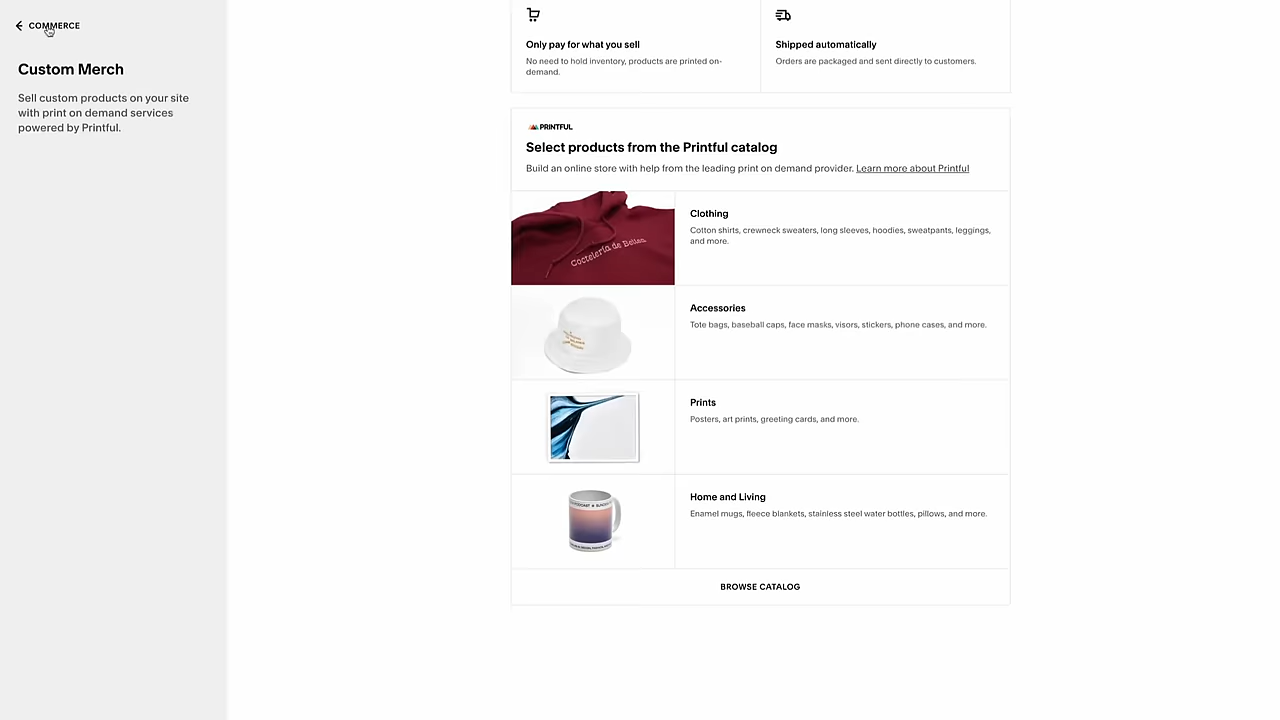 COMMERCE
Custom Merch
Sell custom products on your site
with print on demand services
powered by Printful.
Only pay for what you sell
No need to hold inventory, products are printed on-
demand.
Shipped automatically
Orders are packaged and sent directly to customers.
PRINTFUL
Select products from the Printful catalog
Build an online store with help from the leading print on demand provider. Learn more about Printful
Coctelería de Bellen
Clothing
Cotton shirts, crewneck sweaters, long sleeves, hoodies, sweatpants, leggings,
and more.
Accessories
Tote bags, baseball caps, face masks, visors, stickers, phone cases, and more.
Prints
Posters, art prints, greeting cards, and more.
Home and Living
Enamel mugs, fleece blankets, stainless steel water bottles, pillows, and more.
BROWSE CATALOG